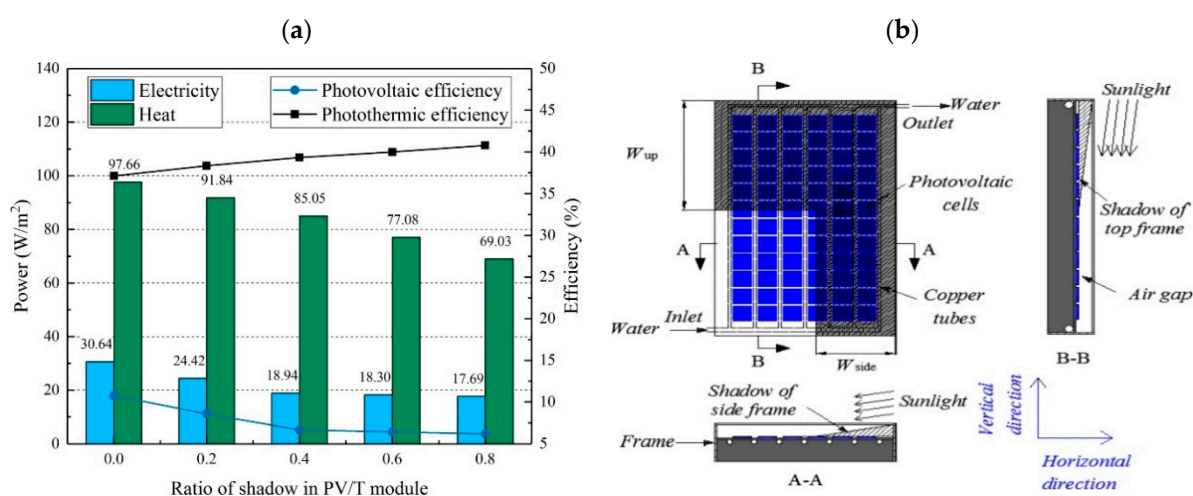 (a)
Electricity
Heat
Photovoltaic efficiency
Photothermic efficiency
Power (W/m²)
140
120
100
80
60
40
20
0
97.66
91.84
85.05
77.08
69.03
30.64
24.42
18.94
18.30
17.69
50
45
40
35
30
25
20
15
10
5
Efficiency (%)
0.0 0.2 0.4 0.6 0.8
Ratio of shadow in PV/T module
(b)
B
Water
Outlet
Wup
Photovoltaic
cells
A
A
Copper
tubes
Inlet
Water
B
Wside
Sunlight
Shadow of
top frame
Air gap
B-B
Shadow of
side frame
Sunlight
Frame
A-A
Vertical
direction
Horizontal
direction